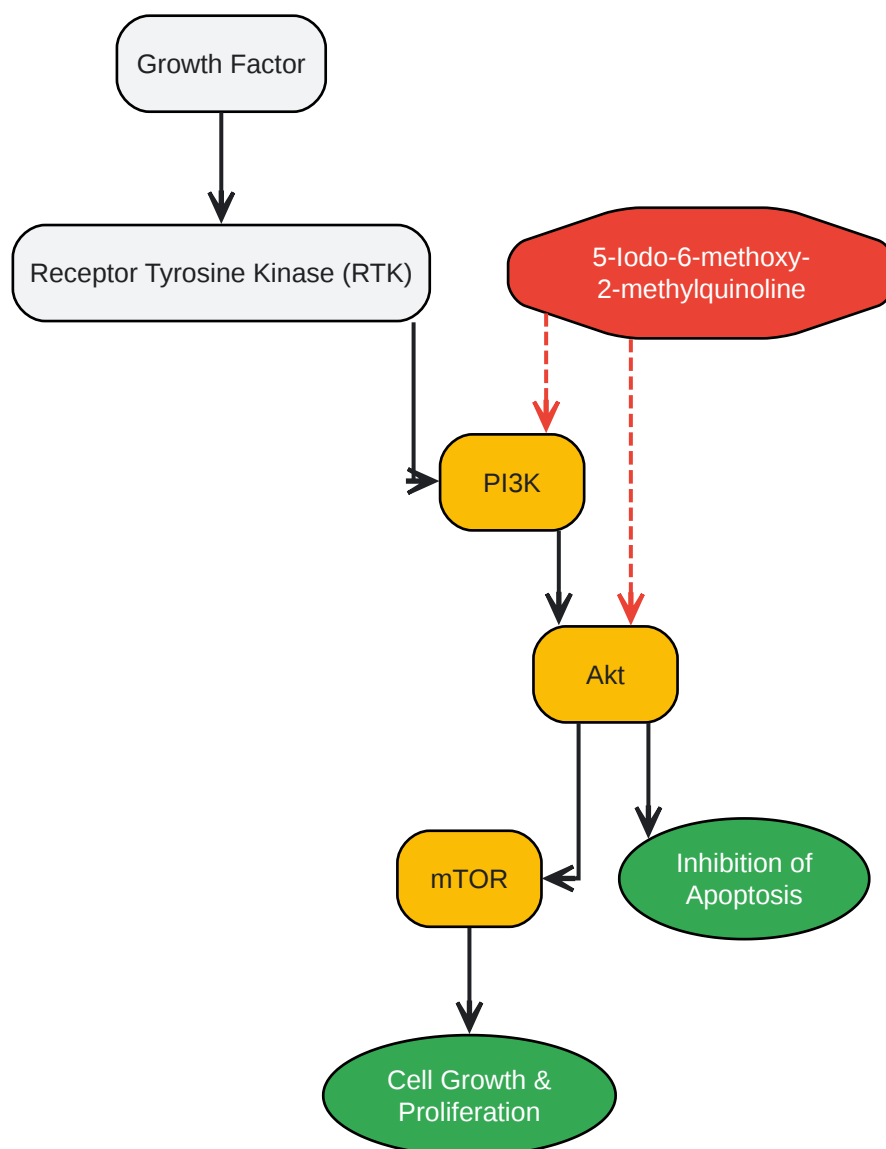 Growth Factor
Receptor Tyrosine Kinase (RTK)
5-Iodo-6-methoxy-
2-methylquinoline
PI3K
Akt
mTOR
Inhibition of
Apoptosis
Cell Growth &
Proliferation